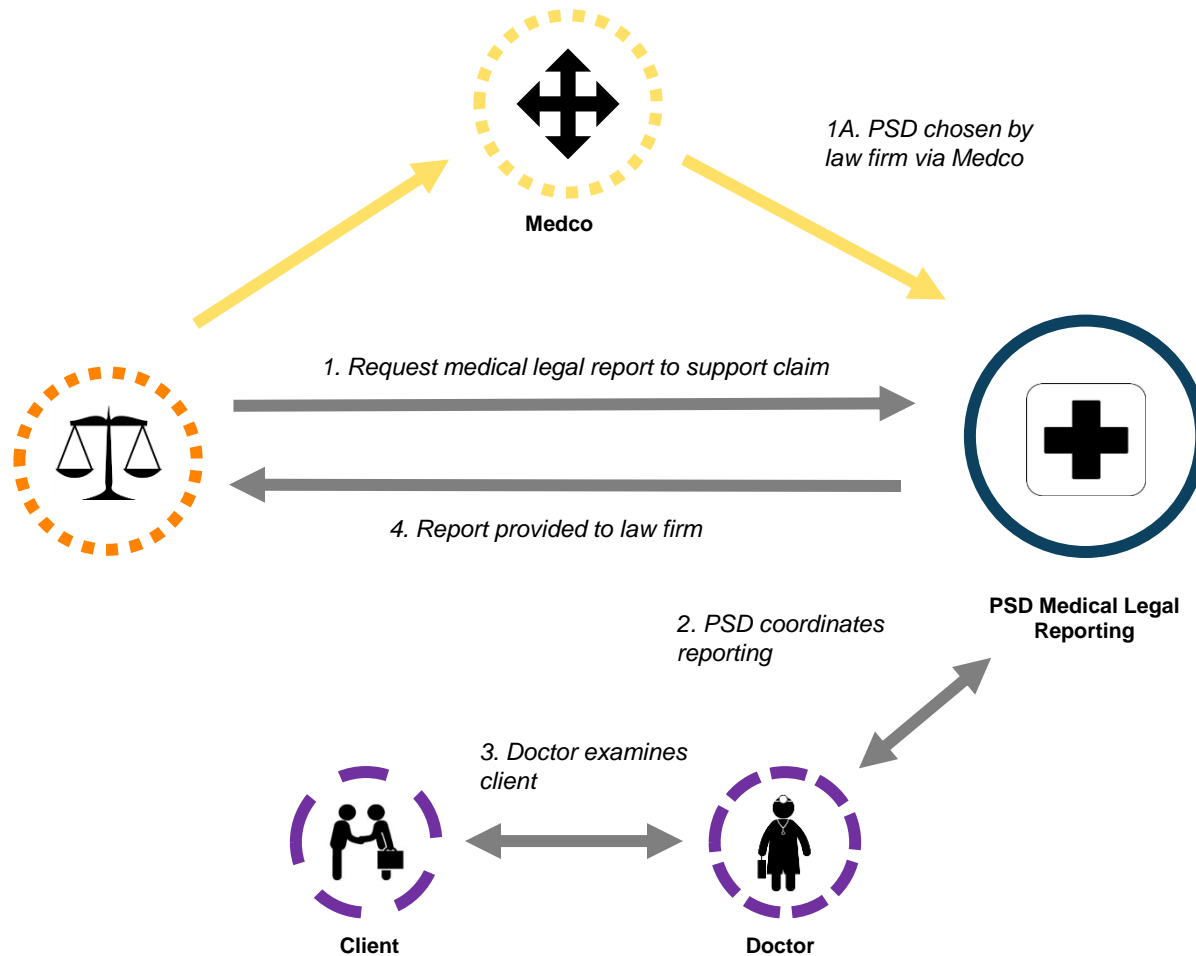 1A. PSD chosen by
law firm via Medco
Medco
1. Request medical legal report to support claim
4. Report provided to law firm
PSD Medical Legal
Reporting
2. PSD coordinates
reporting
3. Doctor examines
client
Client
Doctor